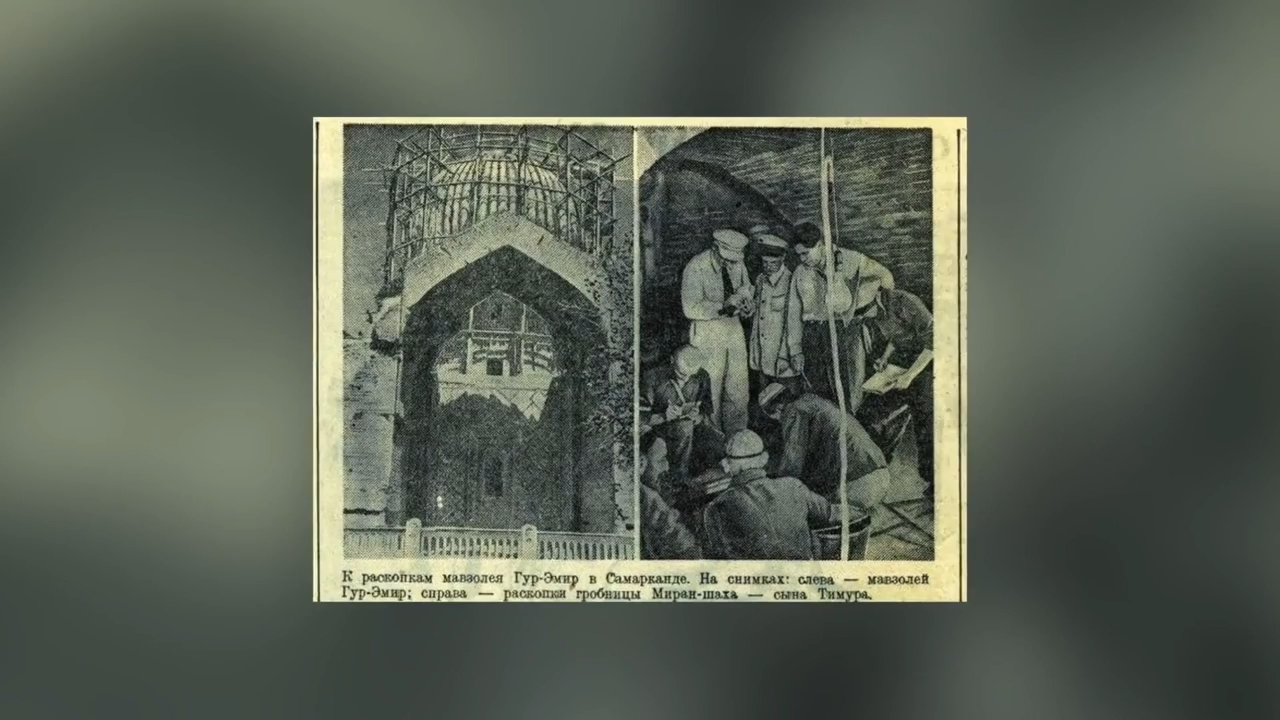 К раскопкам мавзолея Гур-Эмир в Самарканде. На снимках: слева — мавзолей
Гур-Эмир; справа — раскопки гробницы Миран-шаха — сына Тимура.